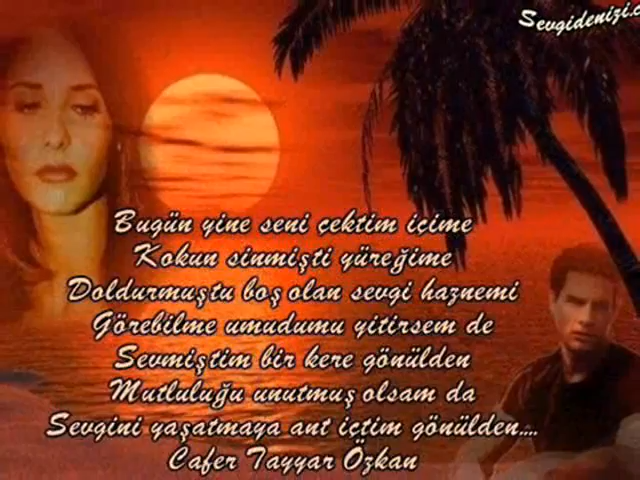 Sevgidenizi.c
Bugün yine seni çektim içime
Kokun sinmişti yüreğime
Doldurmuştu boş olan sevgi haznemi
Görebilme umudumu yitirsem de
Sevmiştim bir kere gönülden
Mutluluğu unutmuş olsam da
Sevgini yaşatmaya ant içtim gönülden....
Cafer Tayyar Özkan